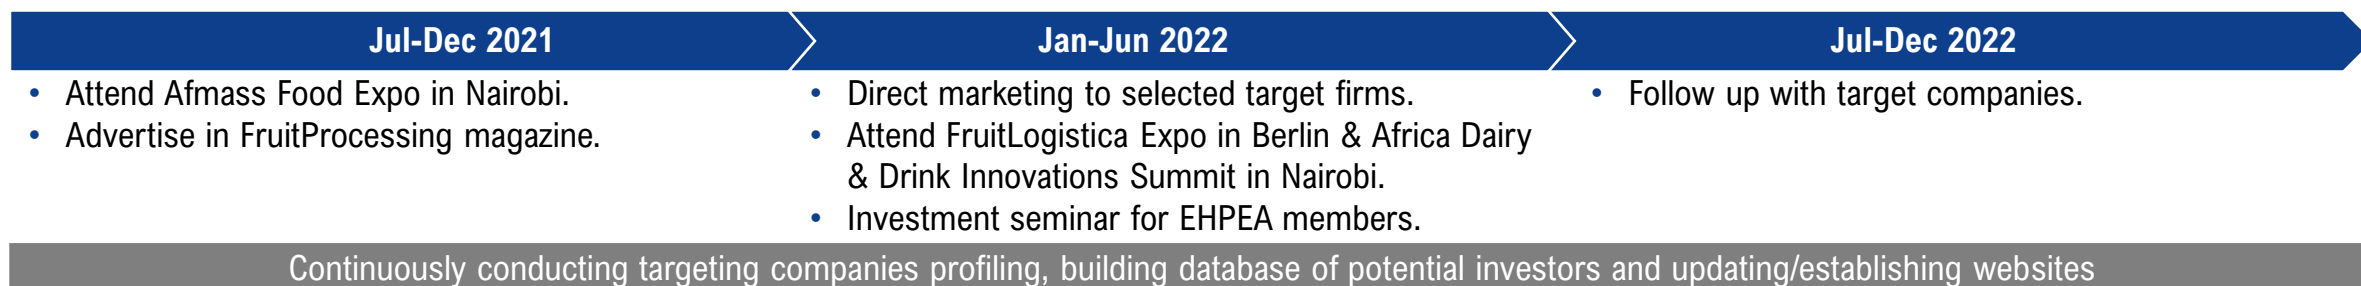 Jul-Dec 2021
Jan-Jun 2022
Jul-Dec 2022
• Attend Afmass Food Expo in Nairobi.
• Advertise in FruitProcessing magazine.
• Direct marketing to selected target firms.
• Attend FruitLogistica Expo in Berlin & Africa Dairy
& Drink Innovations Summit in Nairobi.
• Investment seminar for EHPEA members.
• Follow up with target companies.
Continuously conducting targeting companies profiling, building database of potential investors and updating/establishing websites